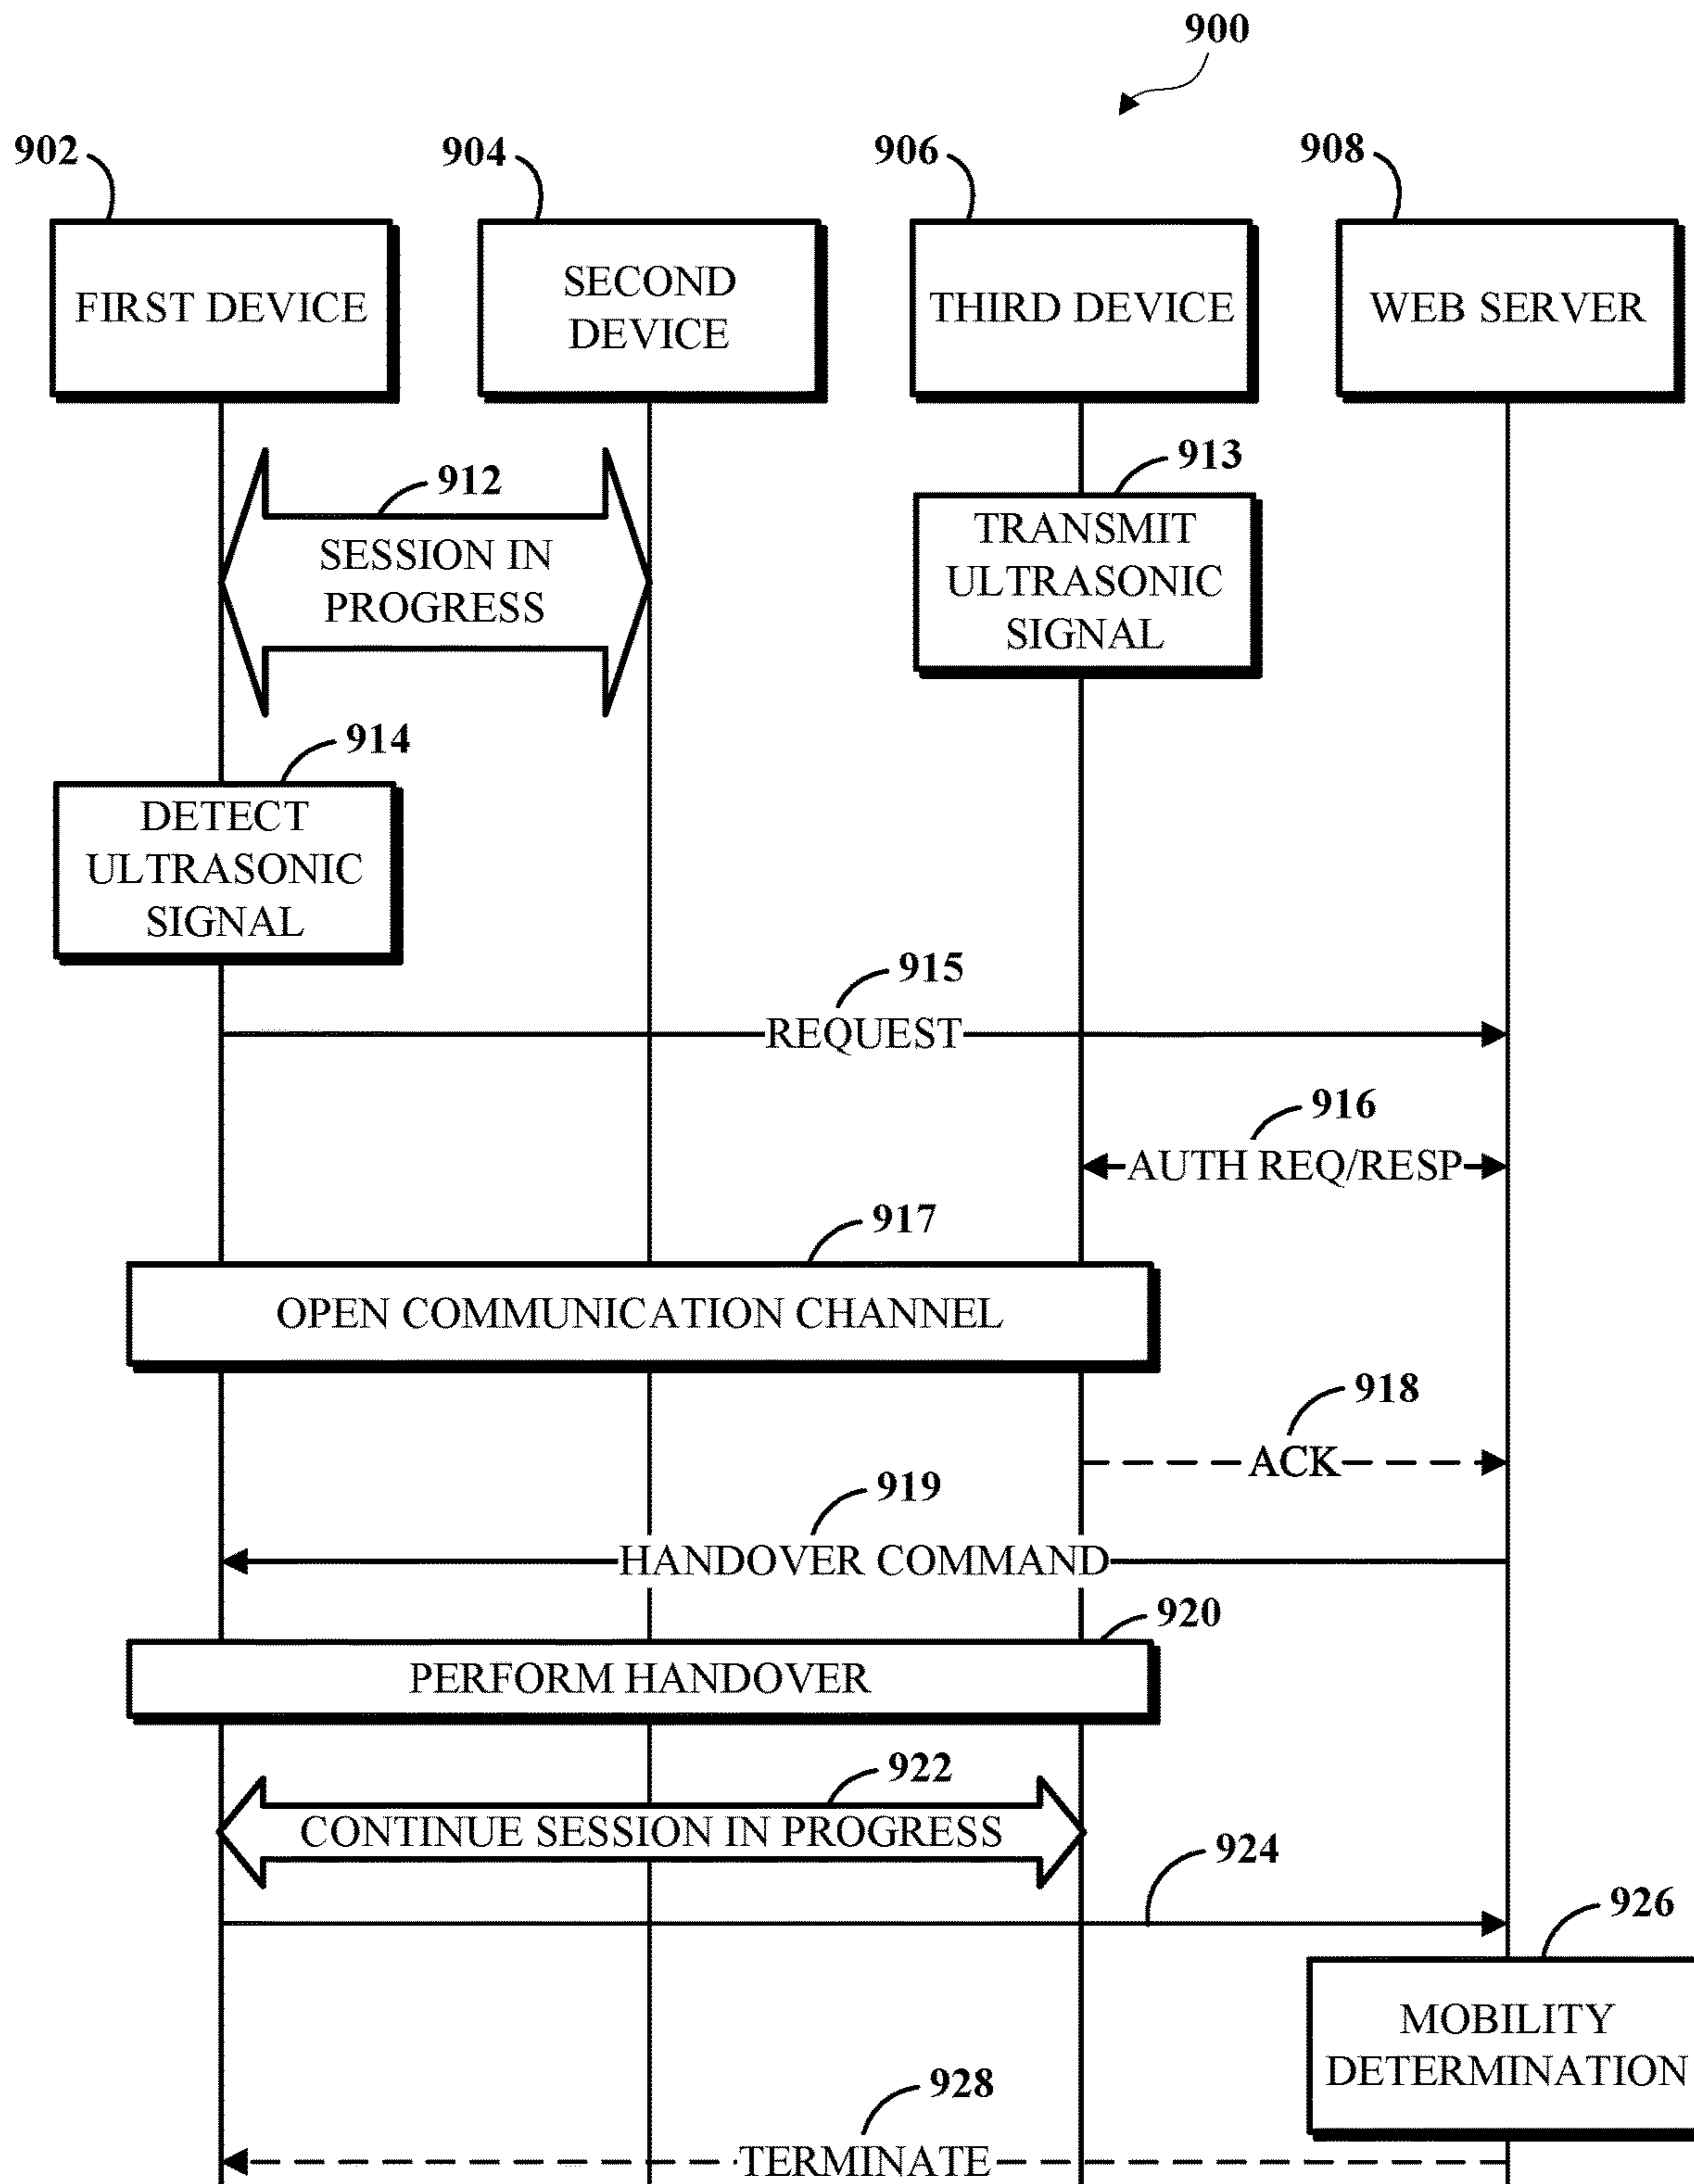 900
902
904
906
908
FIRST DEVICE
SECOND
DEVICE
THIRD DEVICE
WEB SERVER
912
SESSION IN
PROGRESS
913
TRANSMIT
ULTRASONIC
SIGNAL
914
DETECT
ULTRASONIC
SIGNAL
915
REQUEST
916
AUTH REQ/RESP
917
OPEN COMMUNICATION CHANNEL
918
ACK
919
HANDOVER COMMAND
920
PERFORM HANDOVER
922
CONTINUE SESSION IN PROGRESS
924
926
MOBILITY
DETERMINATION
928
TERMINATE